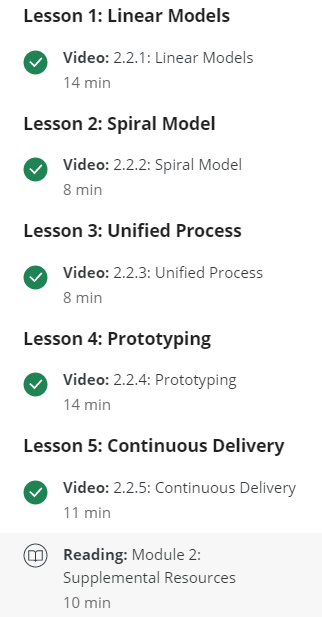 Lesson 1: Linear Models
Video: 2.2.1: Linear Models
14 min
Lesson 2: Spiral Model
Video: 2.2.2: Spiral Model
8 min
Lesson 3: Unified Process
Video: 2.2.3: Unified Process
8 min
Lesson 4: Prototyping
Video: 2.2.4: Prototyping
14 min
Lesson 5: Continuous Delivery
Video: 2.2.5: Continuous Delivery
11 min
Reading: Module 2:
Supplemental Resources
10 min